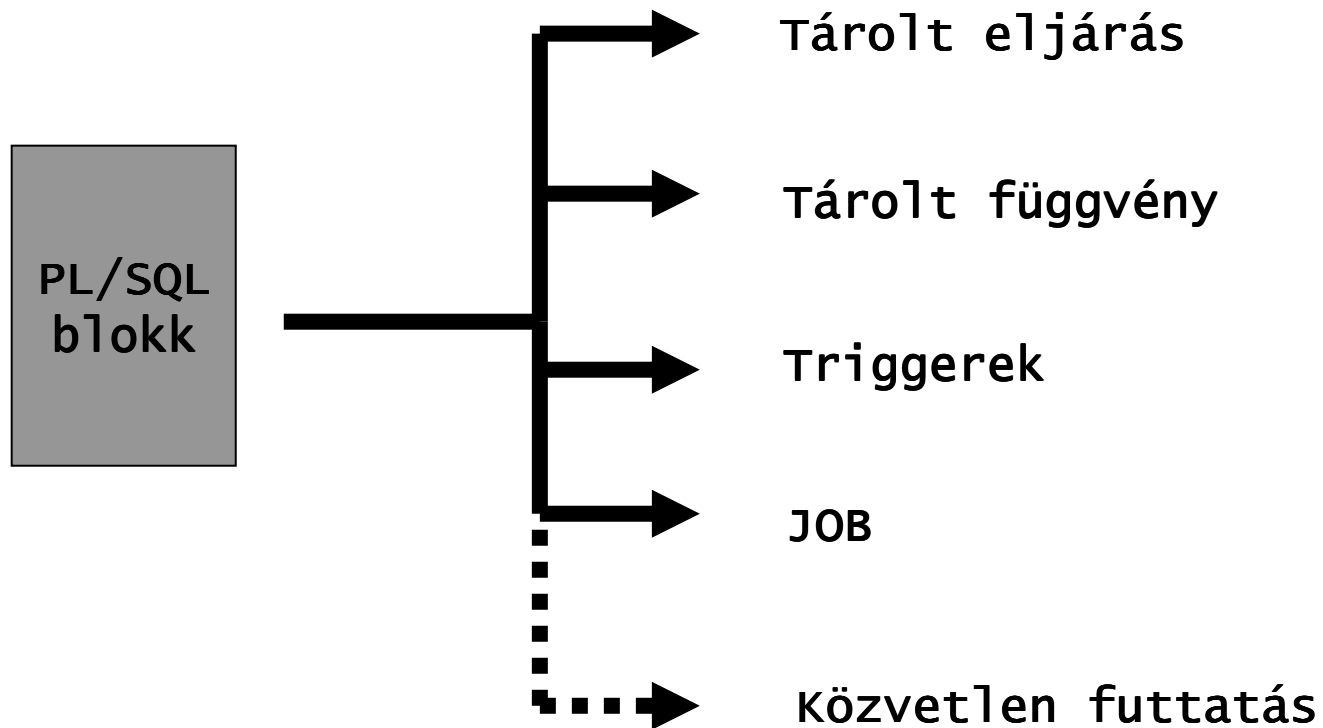 Tárolt eljárás
Tárolt függvény
PL/SQL
blokk
Triggerek
JOB
Közvetlen futtatás